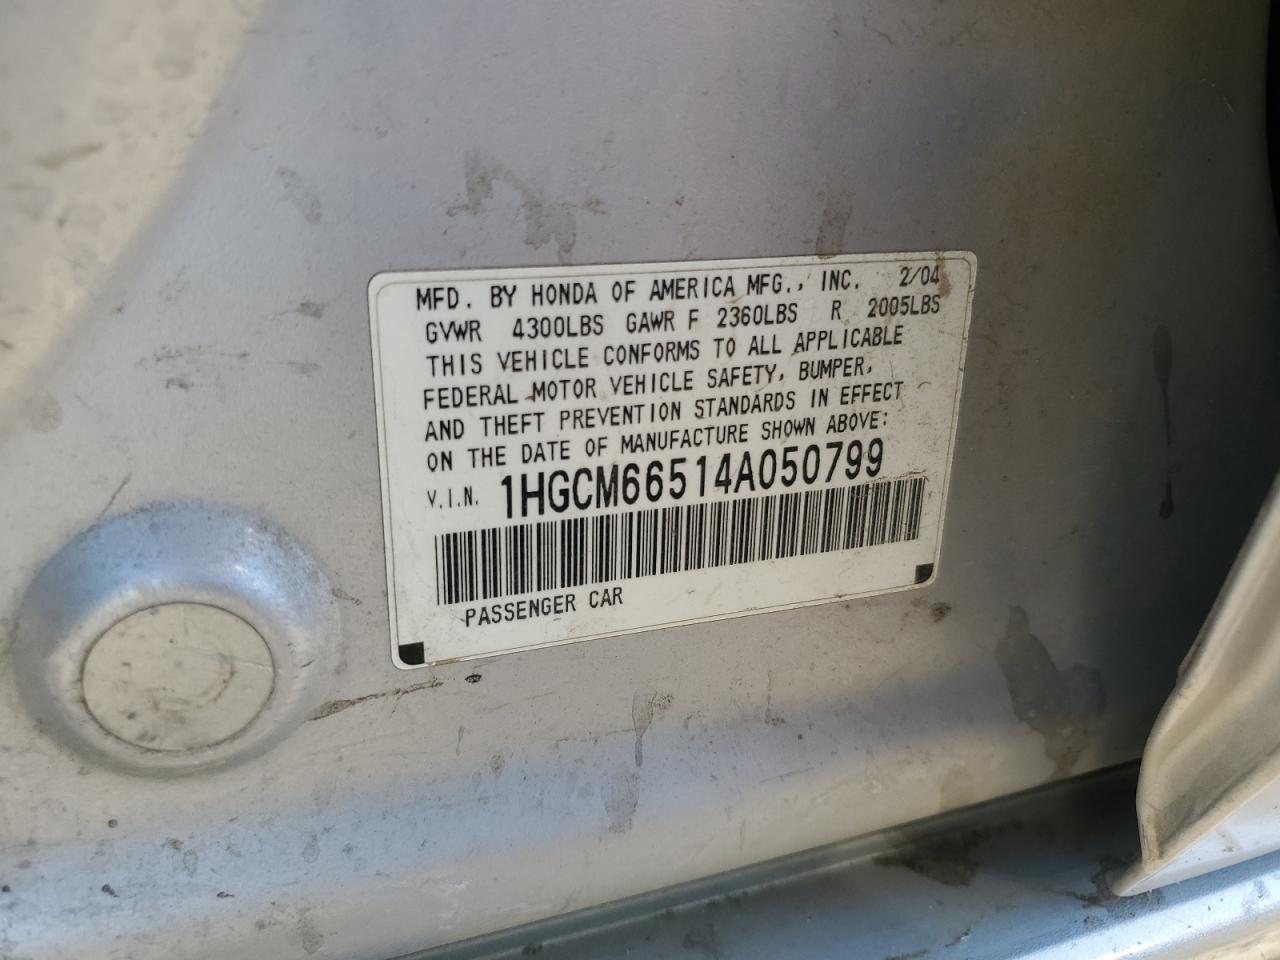 MFD. BY HONDA OF AMERICA MFG., INC. 2/04
GVWR 4300LBS GAWR F 2360LBS R 2005LBS
THIS VEHICLE CONFORMS TO ALL APPLICABLE
FEDERAL MOTOR VEHICLE SAFETY, BUMPER,
AND THEFT PREVENTION STANDARDS IN EFFECT
ON THE DATE OF MANUFACTURE SHOWN ABOVE:
V.I.N. 1HGCM66514A050799
PASSENGER CAR